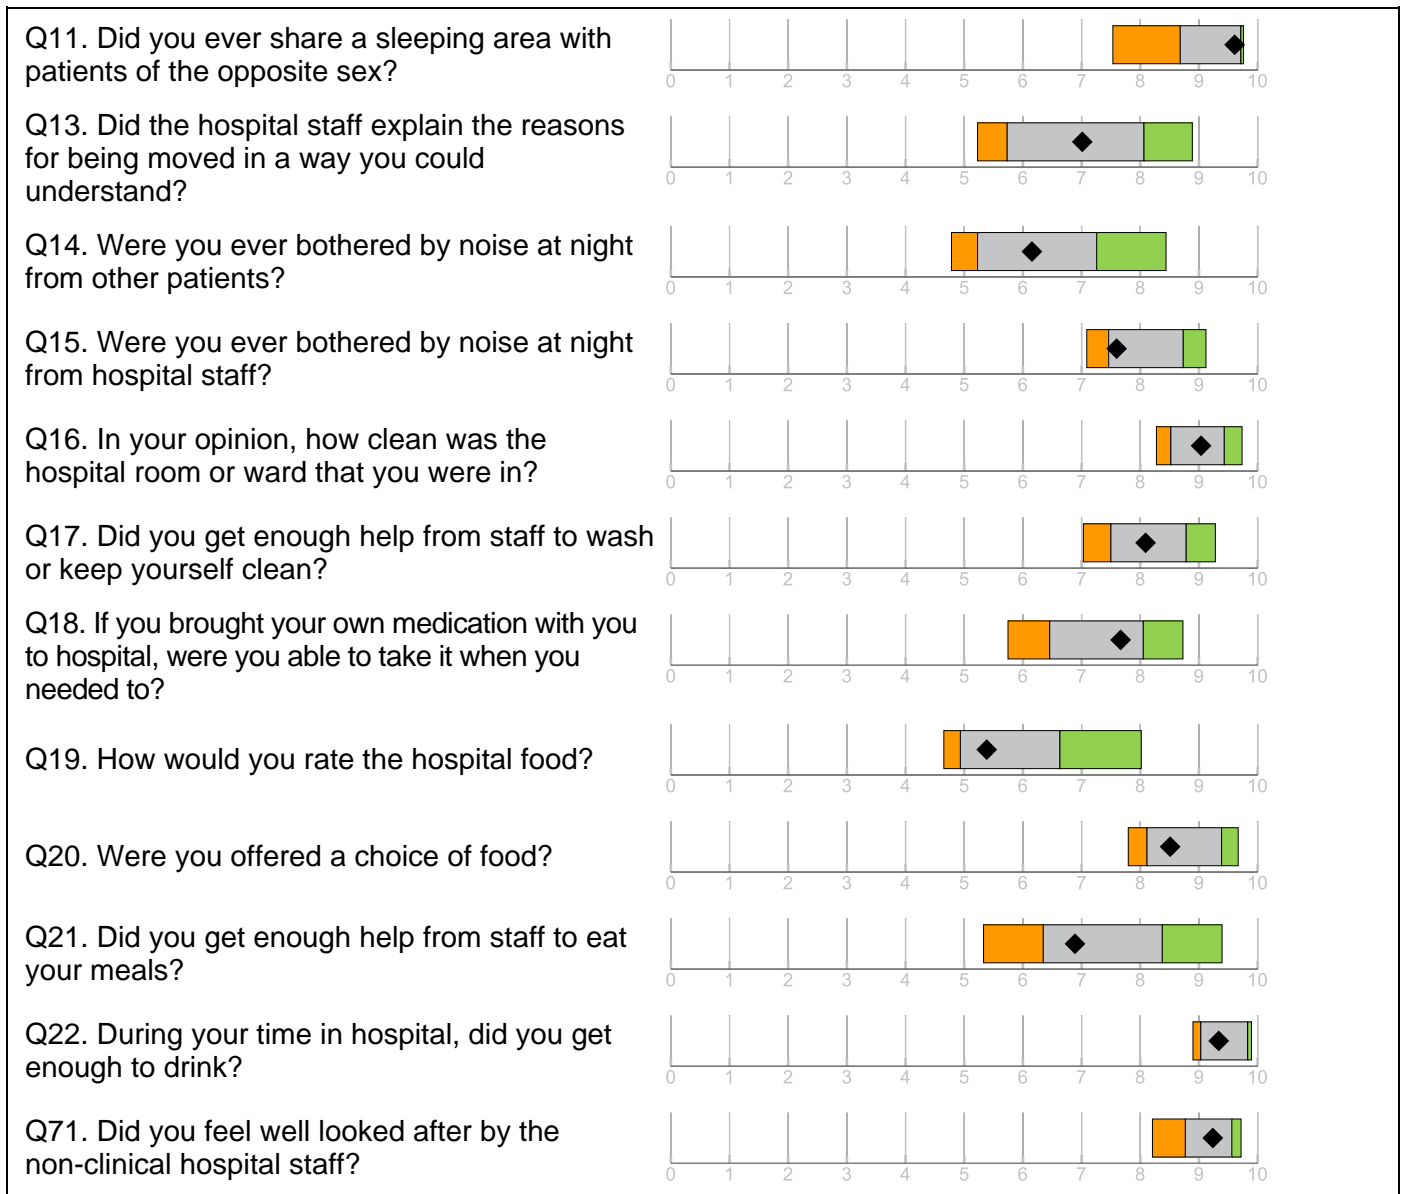 Q11. Did you ever share a sleeping area with
patients of the opposite sex?
0 1 2 3 4 5 6 7 8 9 10
Q13. Did the hospital staff explain the reasons
for being moved in a way you could
understand?
0 1 2 3 4 5 6 7 8 9 10
Q14. Were you ever bothered by noise at night
from other patients?
0 1 2 3 4 5 6 7 8 9 10
Q15. Were you ever bothered by noise at night
from hospital staff?
0 1 2 3 4 5 6 7 8 9 10
Q16. In your opinion, how clean was the
hospital room or ward that you were in?
0 1 2 3 4 5 6 7 8 9 10
Q17. Did you get enough help from staff to wash
or keep yourself clean?
0 1 2 3 4 5 6 7 8 9 10
Q18. If you brought your own medication with you
to hospital, were you able to take it when you
needed to?
0 1 2 3 4 5 6 7 8 9 10
Q19. How would you rate the hospital food?
0 1 2 3 4 5 6 7 8 9 10
Q20. Were you offered a choice of food?
0 1 2 3 4 5 6 7 8 9 10
Q21. Did you get enough help from staff to eat
your meals?
0 1 2 3 4 5 6 7 8 9 10
Q22. During your time in hospital, did you get
enough to drink?
0 1 2 3 4 5 6 7 8 9 10
Q71. Did you feel well looked after by the
non-clinical hospital staff?
0 1 2 3 4 5 6 7 8 9 10